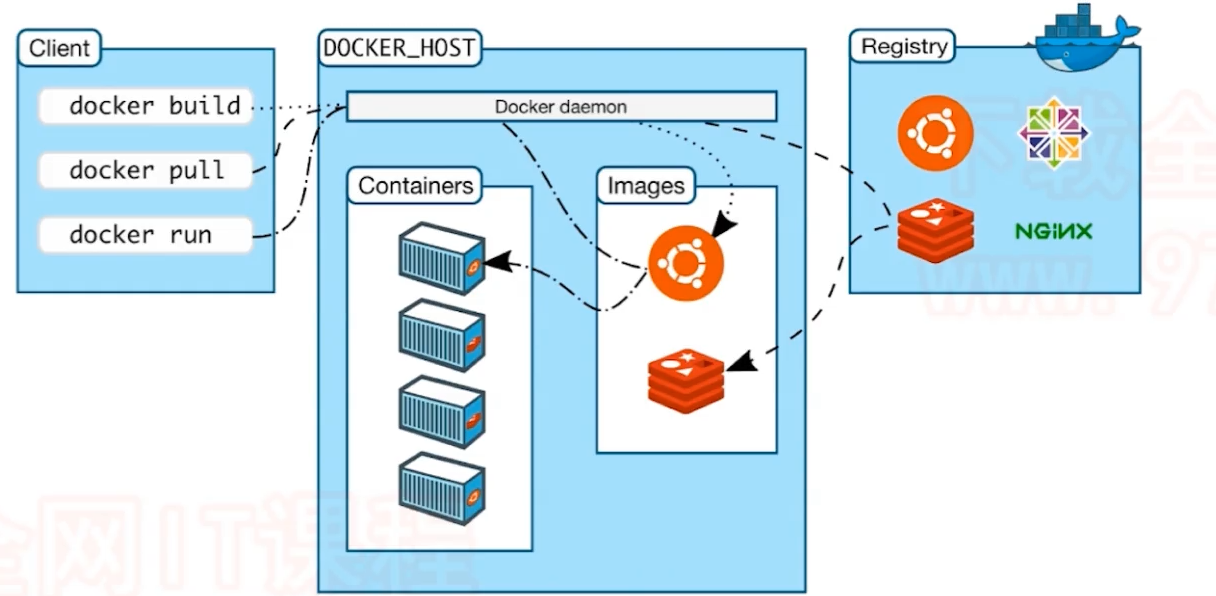 Client
docker build
docker pull
docker run
DOCKER_HOST
Docker daemon
Containers
Images
Registry
NGiNX
下载全
www.97
全网IT课程